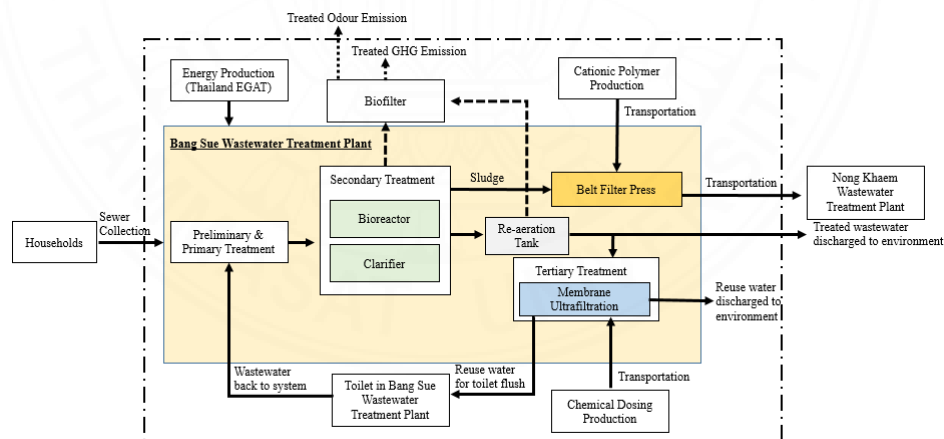 Treated Odour Emission
Treated GHG Emission
Energy Production
(Thailand EGAT)
Biofilter
Cationic Polymer
Production
Transportation
Bang Sue Wastewater Treatment Plant
Secondary Treatment
Bioreactor
Clarifier
Sludge
Belt Filter Press
Transportation
Nong Khaem
Wastewater
Treatment Plant
Sewer
Collection
Households
Preliminary &
Primary Treatment
Re-aeration
Tank
Treated wastewater
discharged to environment
Tertiary Treatment
Membrane
Ultrafiltration
Reuse water
discharged to
environment
Wastewater
back to system
Toilet in Bang Sue
Wastewater
Treatment Plant
Reuse water
for toilet flush
Transportation
Chemical Dosing
Production